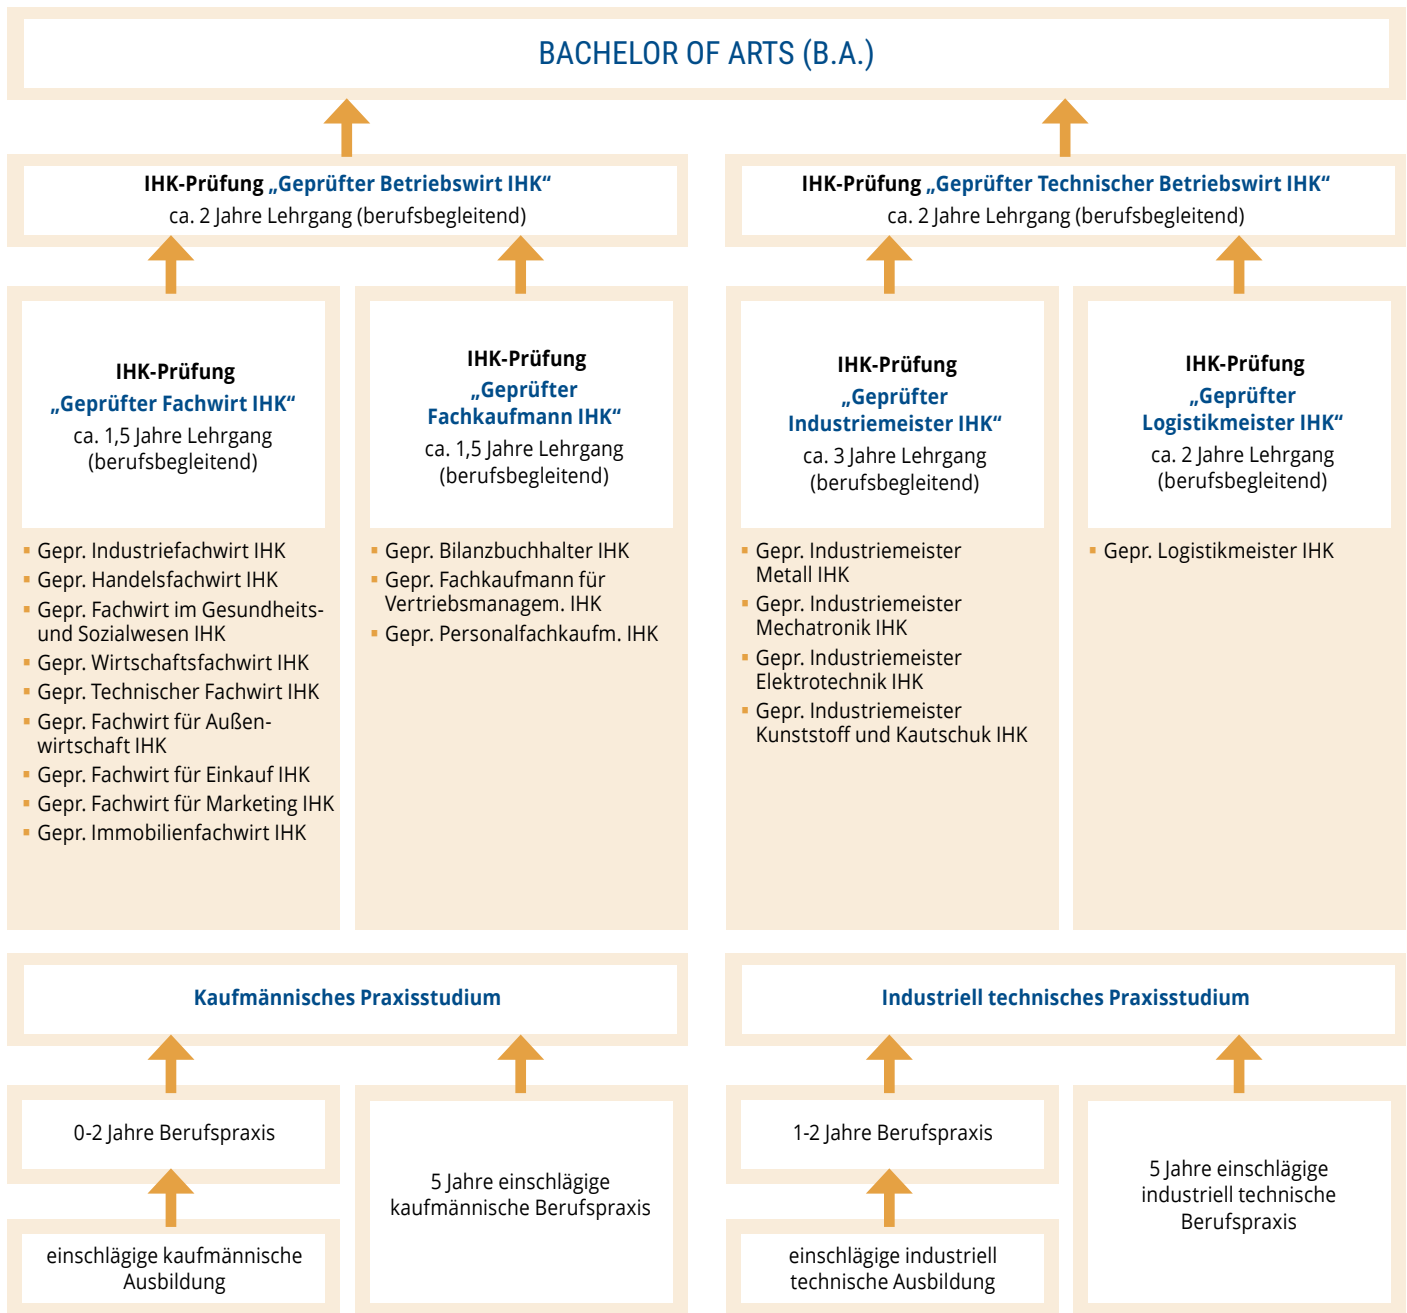 BACHELOR OF ARTS (B.A.)
IHK-Prüfung „Geprüfter Betriebswirt IHK“
ca. 2 Jahre Lehrgang (berufsbegleitend)
IHK-Prüfung „Geprüfter Technischer Betriebswirt IHK“
ca. 2 Jahre Lehrgang (berufsbegleitend)
IHK-Prüfung
„Geprüfter Fachwirt IHK“
ca. 1,5 Jahre Lehrgang
(berufsbegleitend)
▪ Gepr. Industriefachwirt IHK
▪ Gepr. Handelsfachwirt IHK
▪ Gepr. Fachwirt im Gesundheits-
und Sozialwesen IHK
▪ Gepr. Wirtschaftsfachwirt IHK
▪ Gepr. Technischer Fachwirt IHK
▪ Gepr. Fachwirt für Außen-
wirtschaft IHK
▪ Gepr. Fachwirt für Einkauf IHK
▪ Gepr. Fachwirt für Marketing IHK
▪ Gepr. Immobilienfachwirt IHK
IHK-Prüfung
„Geprüfter
Fachkaufmann IHK“
ca. 1,5 Jahre Lehrgang
(berufsbegleitend)
▪ Gepr. Bilanzbuchhalter IHK
▪ Gepr. Fachkaufmann für
Vertriebsmanagem. IHK
▪ Gepr. Personalfachkaufm. IHK
IHK-Prüfung
„Geprüfter
Industriemeister IHK“
ca. 3 Jahre Lehrgang
(berufsbegleitend)
▪ Gepr. Industriemeister
Metall IHK
▪ Gepr. Industriemeister
Mechatronik IHK
▪ Gepr. Industriemeister
Elektrotechnik IHK
▪ Gepr. Industriemeister
Kunststoff und Kautschuk IHK
IHK-Prüfung
„Geprüfter
Logistikmeister IHK“
ca. 2 Jahre Lehrgang
(berufsbegleitend)
▪ Gepr. Logistikmeister IHK
Kaufmännisches Praxisstudium
0-2 Jahre Berufspraxis
einschlägige kaufmännische
Ausbildung
5 Jahre einschlägige
kaufmännische Berufspraxis
Industriell technisches Praxisstudium
1-2 Jahre Berufspraxis
einschlägige industriell
technische Ausbildung
5 Jahre einschlägige
industriell technische
Berufspraxis